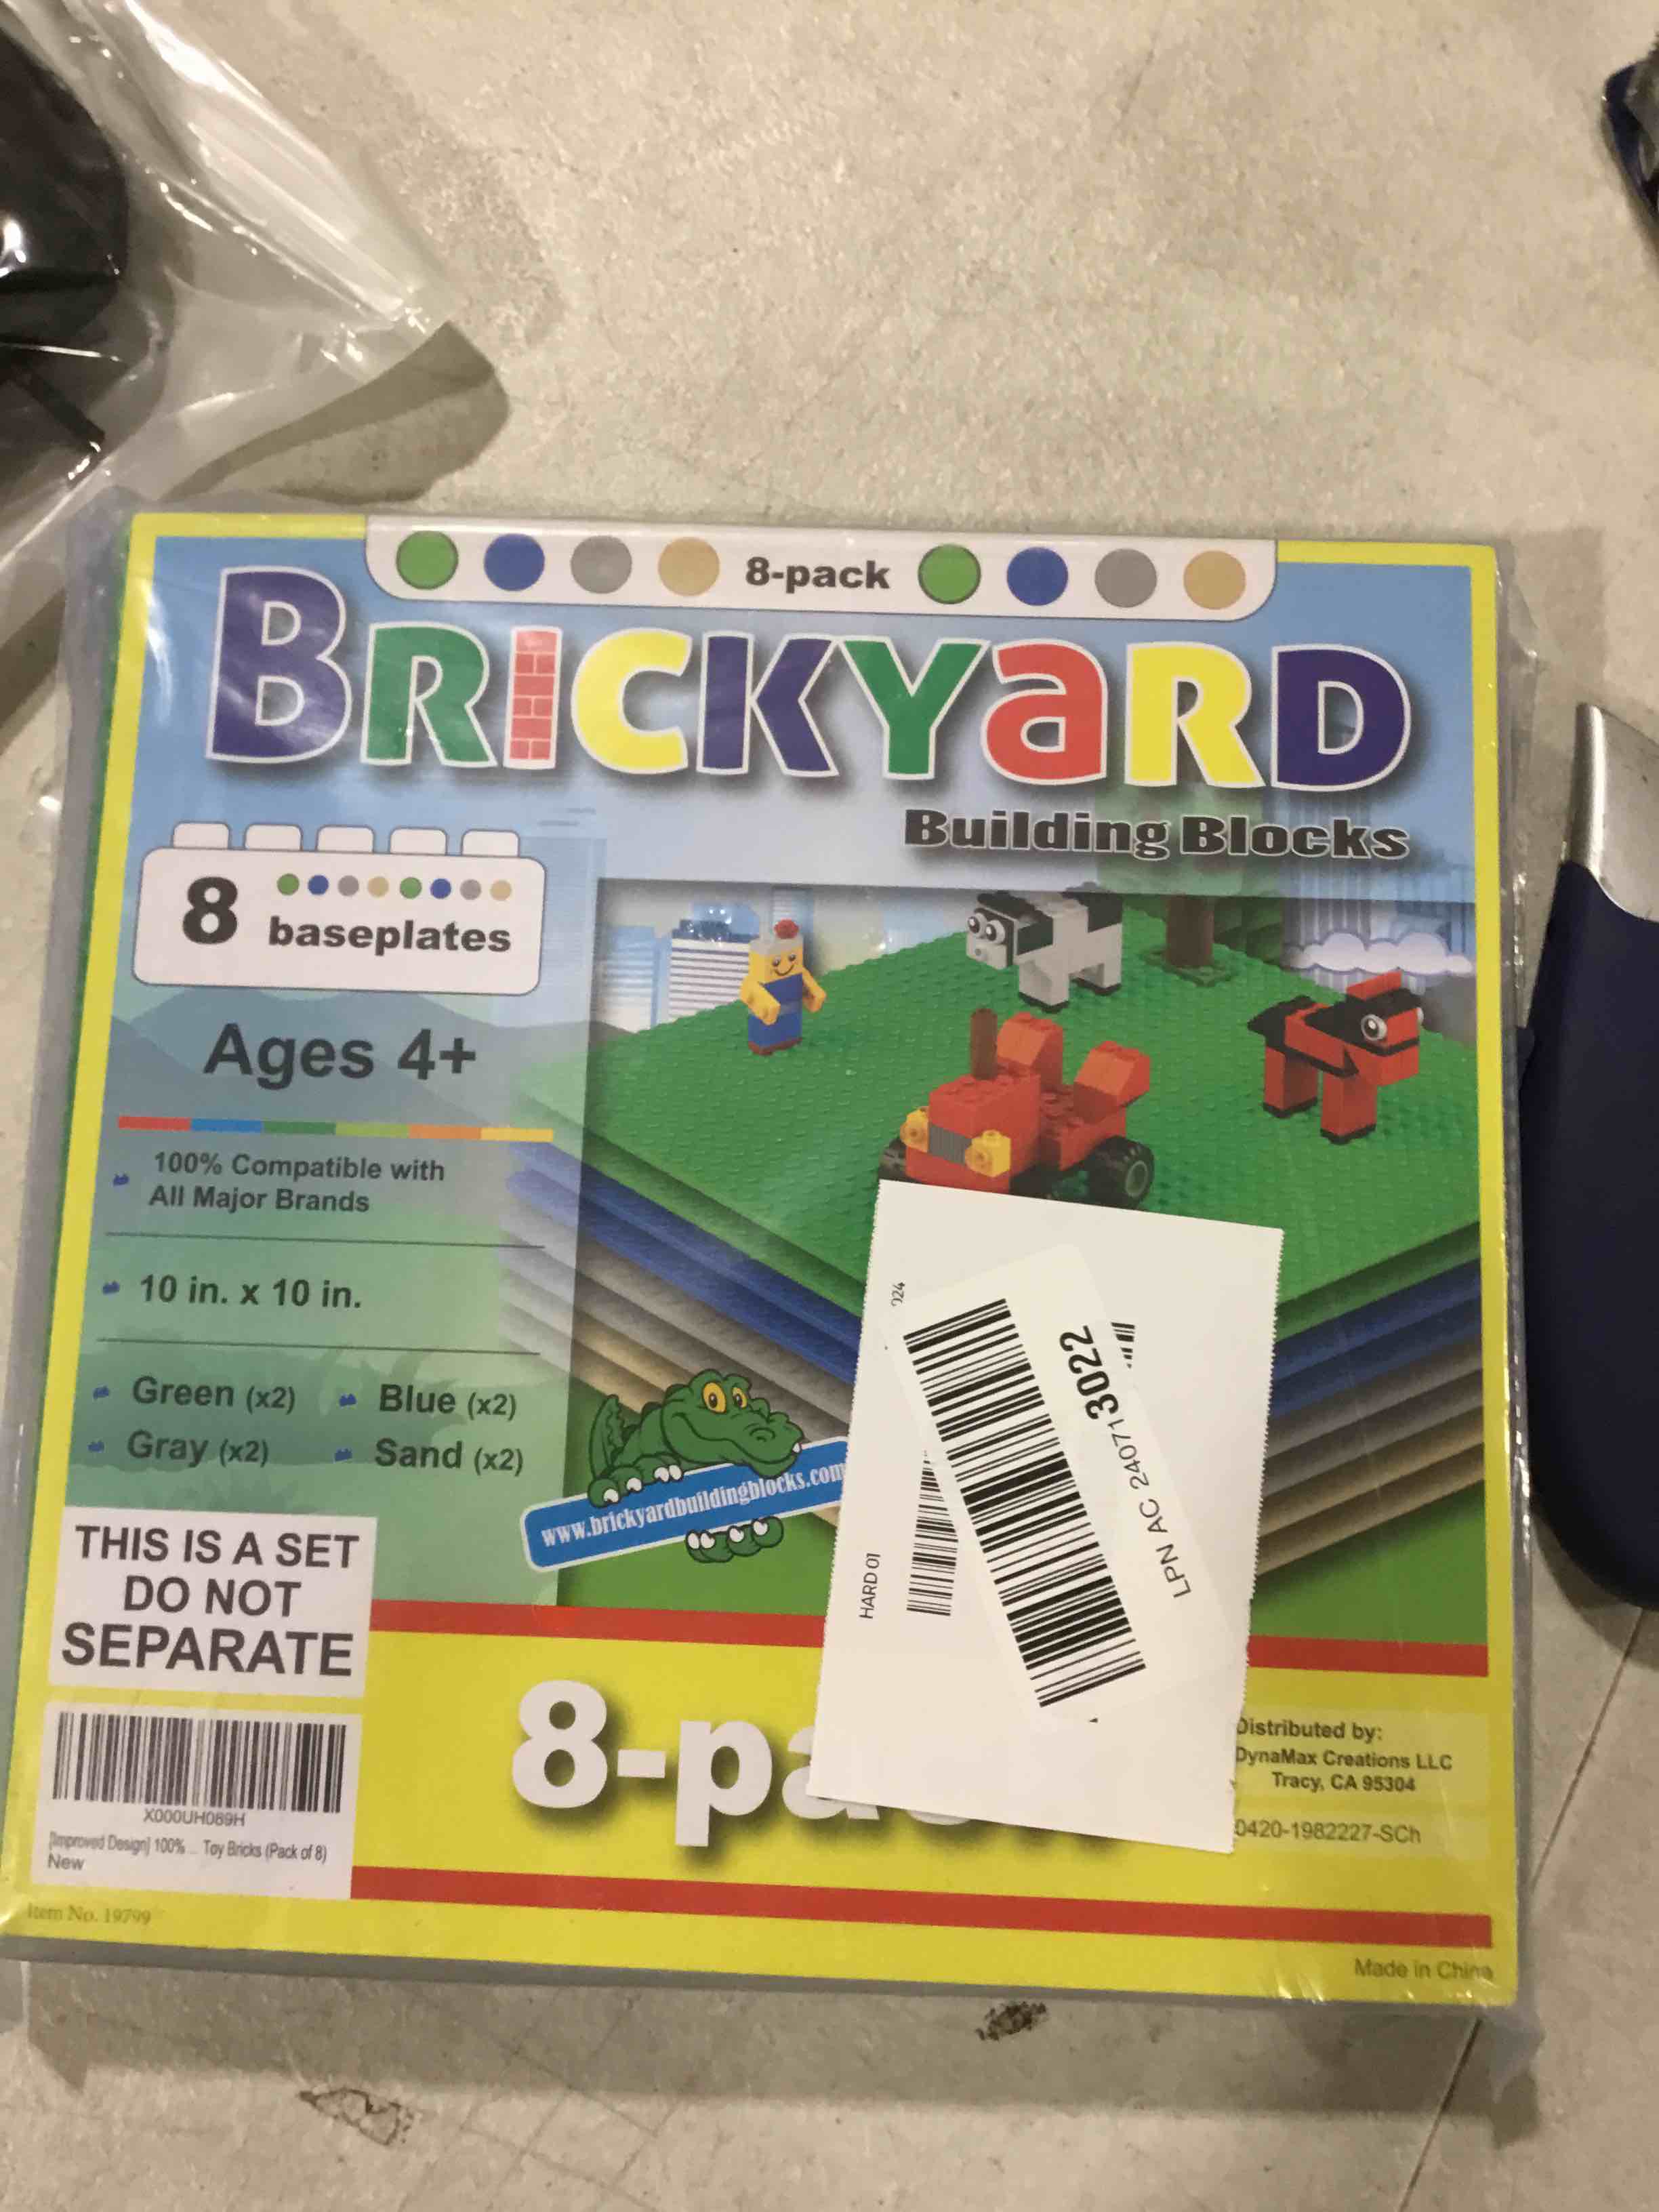 8-pack
BRICKYARD
Building Blocks
8 baseplates
Ages 4+
100% Compatible with
All Major Brands
10 in. x 10 in.
Green (x2) Blue (x2)
Gray (x2) Sand (x2)
www.brickyardbuildingblocks.com
THIS IS A SET
DO NOT
SEPARATE
X000UH089H
[Improved Design] 100% ... Toy Bricks (Pack of 8)
New
Item No. 19799
8-pa
024
HARD 01
LPN AC 240713022
Distributed by:
DynaMax Creations LLC
Tracy, CA 95304
0420-1982227-SCh
Made in China